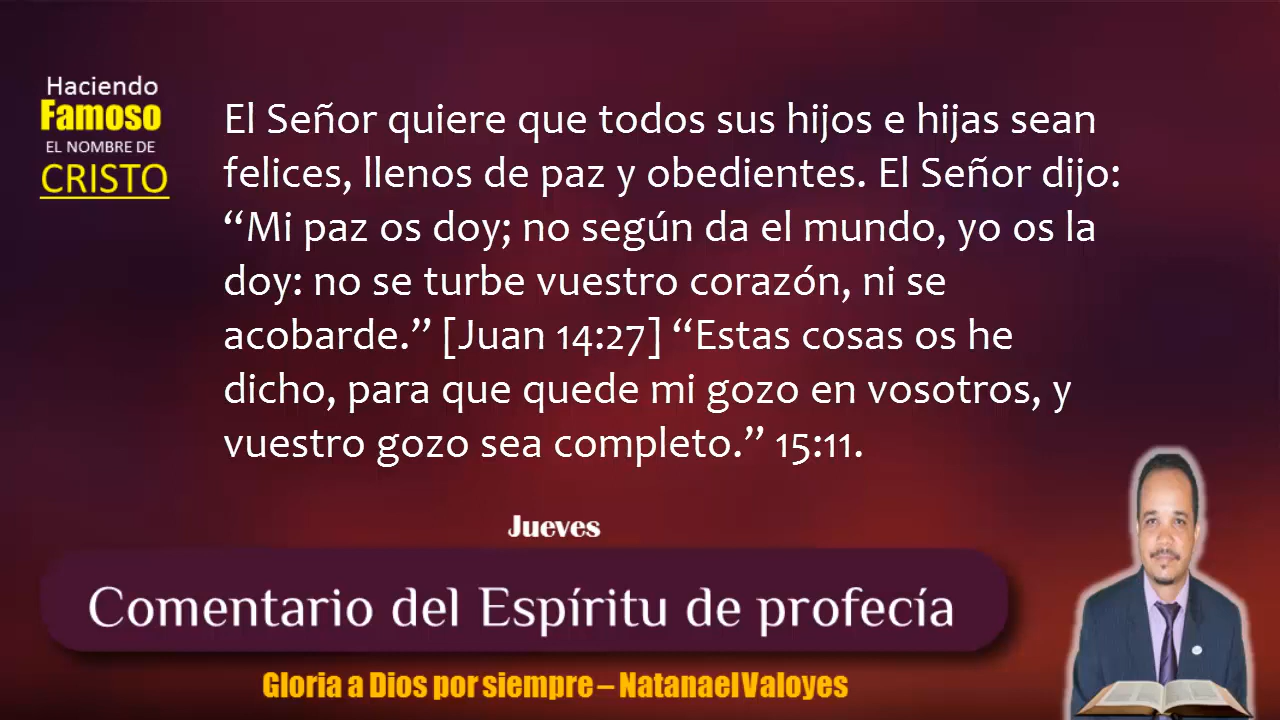 Haciendo
Famoso
EL NOMBRE DE
CRISTO
El Señor quiere que todos sus hijos e hijas sean
felices, llenos de paz y obedientes. El Señor dijo:
“Mi paz os doy; no según da el mundo, yo os la
doy: no se turbe vuestro corazón, ni se
acobarde.” [Juan 14:27] “Estas cosas os he
dicho, para que quede mi gozo en vosotros, y
vuestro gozo sea completo.” 15:11.
Jueves
Comentario del Espíritu de profecía
Gloria a Dios por siempre – Natanael Valoyes